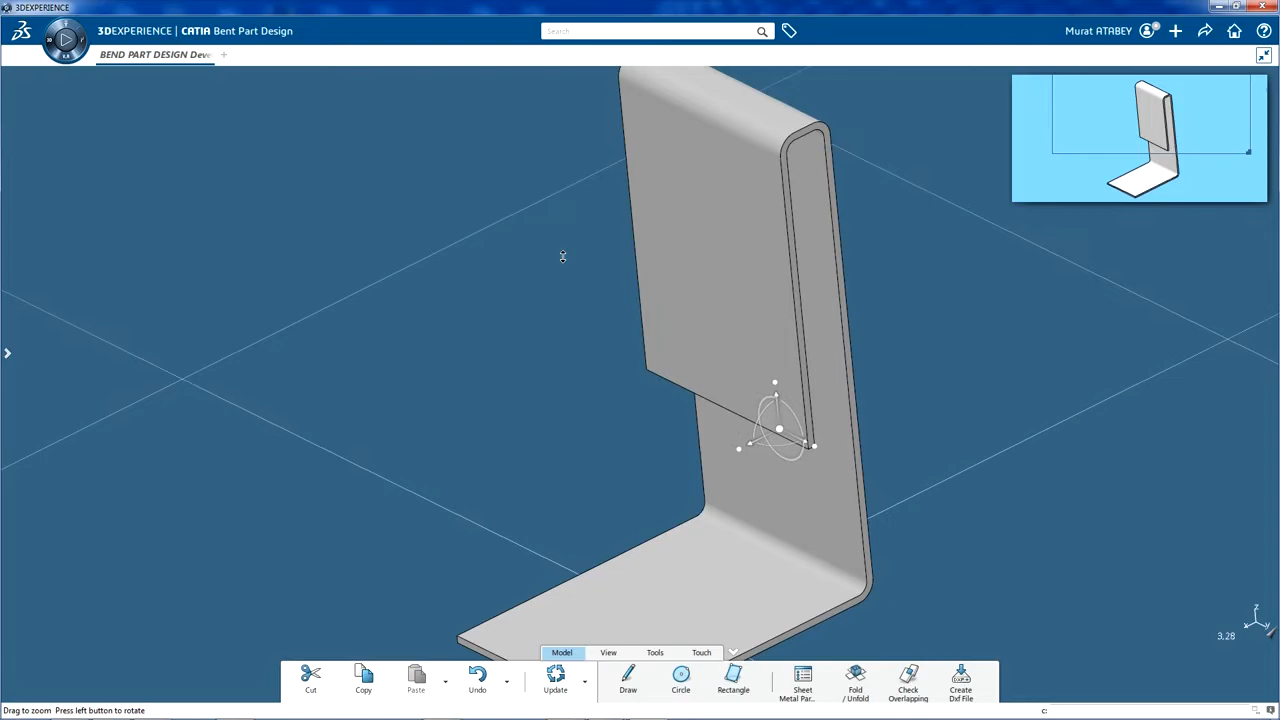 3DEXPERIENCE
3DEXPERIENCE | CATIA Bent Part Design
Search
Murat ATABEY
BEND PART DESIGN Deve
3.28
Model View Tools Touch
Cut Copy Paste Undo Update Draw Circle Rectangle Sheet Metal Par... Fold / Unfold Check Overlapping Create Dxf File
Drag to zoom Press left button to rotate
c: